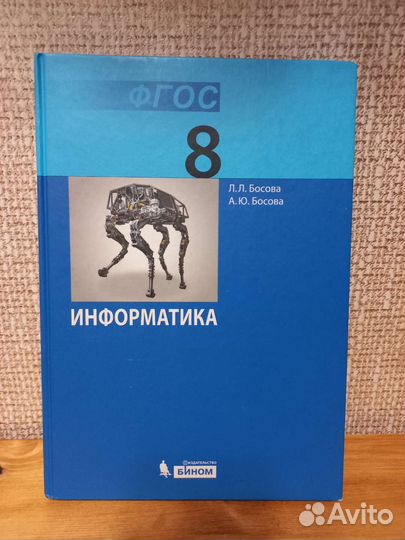 ФГОС
8
Л.Л. Босова
А.Ю. Босова
ИНФОРМАТИКА
ИЗДАТЕЛЬСТВО
БИНОМ
Avito